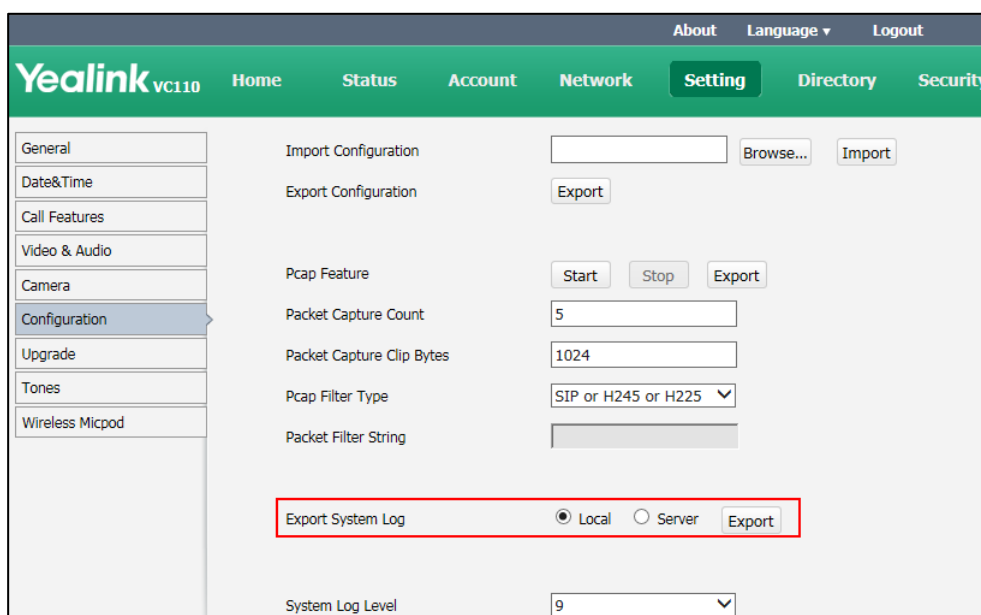 About Language ▾ Logout
Yealink VC110 Home Status Account Network Setting Directory Security
General
Date&Time
Call Features
Video & Audio
Camera
Configuration
Upgrade
Tones
Wireless Micpod
Import Configuration Browse... Import
Export Configuration Export
Pcap Feature Start Stop Export
Packet Capture Count 5
Packet Capture Clip Bytes 1024
Pcap Filter Type SIP or H245 or H225
Packet Filter String
Export System Log Local Server Export
System Log Level 9